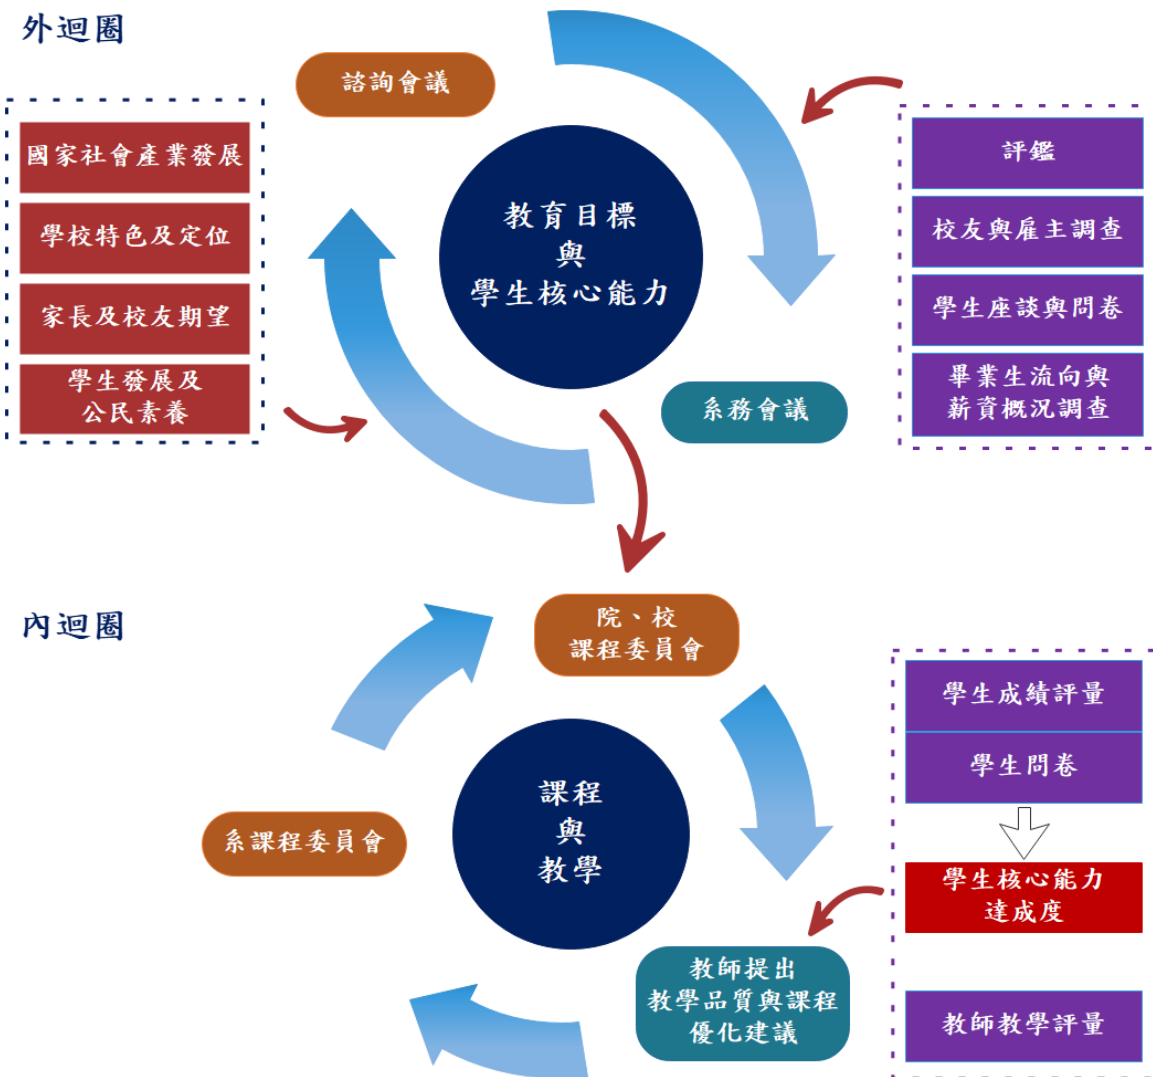 外迴圈
諮詢會議
國家社會產業發展
學校特色及定位
家長及校友期望
學生發展及
公民素養
教育目標
與
學生核心能力
評鑑
校友與雇主調查
學生座談與問卷
畢業生流向與
薪資概況調查
系務會議
內迴圈
院、校
課程委員會
系課程委員會
課程
與
教學
教師提出
教學品質與課程
優化建議
學生成績評量
學生問卷
學生核心能力
達成度
教師教學評量